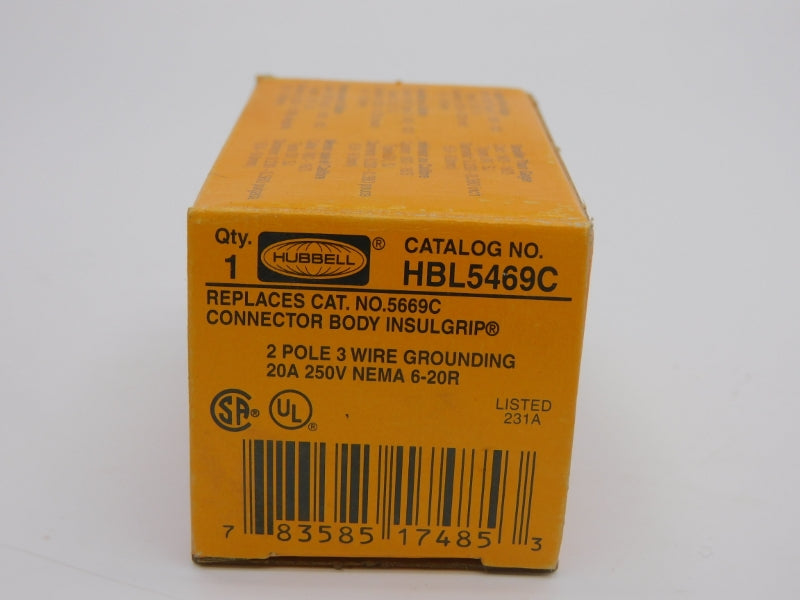 Qty.
1
HUBBELL
®
CATALOG NO.
HBL5469C
REPLACES CAT. NO.5669C
CONNECTOR BODY INSULGRIP®
2 POLE 3 WIRE GROUNDING
20A 250V NEMA 6-20R
SA® UL®
LISTED
231A
7 83585 17485 3